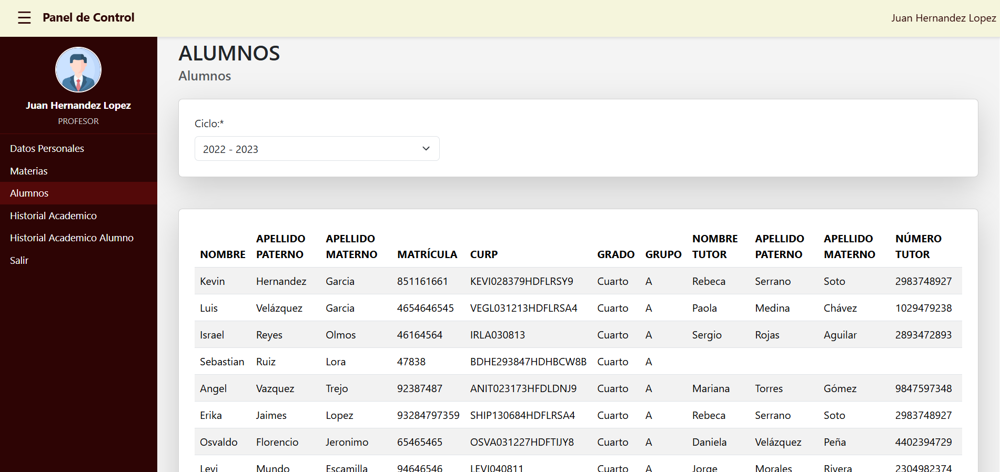 ☰ Panel de Control
Juan Hernandez Lopez
Juan Hernandez Lopez
PROFESOR
Datos Personales
Materias
Alumnos
Historial Academico
Historial Academico Alumno
Salir
ALUMNOS
Alumnos
Ciclo:*
2022 - 2023
NOMBRE APELLIDO PATERNO APELLIDO MATERNO MATRÍCULA CURP GRADO GRUPO NOMBRE TUTOR APELLIDO PATERNO APELLIDO MATERNO NÚMERO TUTOR
Kevin Hernandez Garcia 851161661 KEVI028379HDFLRSY9 Cuarto A Rebeca Serrano Soto 2983748927
Luis Velázquez Garcia 4654646545 VEGL031213HDFLRSA4 Cuarto A Paola Medina Chávez 1029479238
Israel Reyes Olmos 46164564 IRLA030813 Cuarto A Sergio Rojas Aguilar 2893472893
Sebastian Ruiz Lora 47838 BDHE293847HDHBCW8B Cuarto A
Angel Vazquez Trejo 92387487 ANIT023173HFDLDNJ9 Cuarto A Mariana Torres Gómez 9847597348
Erika Jaimes Lopez 93284797359 SHIP130684HDFLRSA4 Cuarto A Rebeca Serrano Soto 2983748927
Osvaldo Florencio Jeronimo 65465465 OSVA031227HDFTIJY8 Cuarto A Daniela Velázquez Peña 4402394729
Levi Mundo Escamilla 94646546 LEVI040811 Cuarto A Jorge Morales Rivera 2304982374